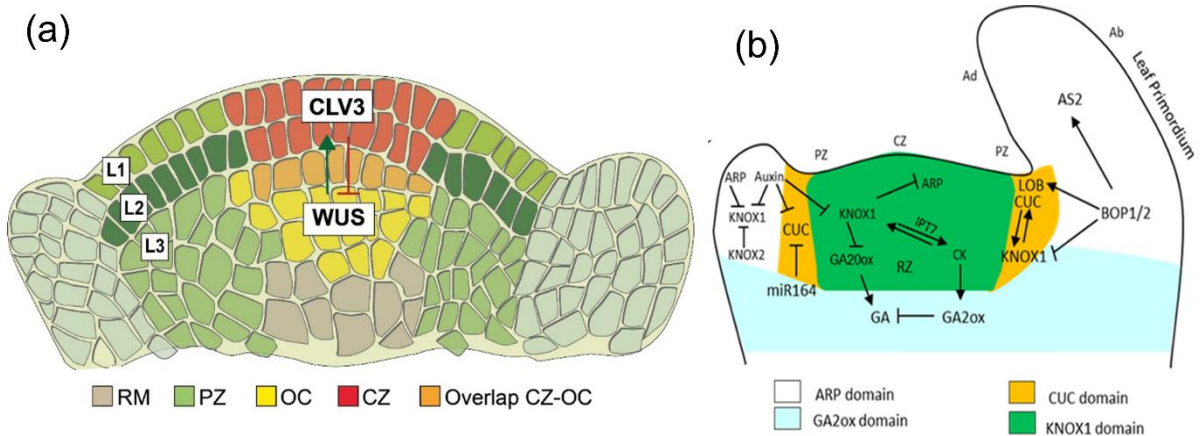 (a)
CLV3
WUS
L1
L2
L3
RM PZ OC CZ Overlap CZ-OC
(b)
Ab
Ad
Leaf Primordium
AS2
PZ CZ PZ
ARP Auxin
ARP
LOB
CUC
BOP1/2
KNOX1
KNOX1
CUC
IPT7
KNOX2
GA20ox
RZ
CK
KNOX1
miR164
GA
GA2ox
ARP domain
GA2ox domain
CUC domain
KNOX1 domain